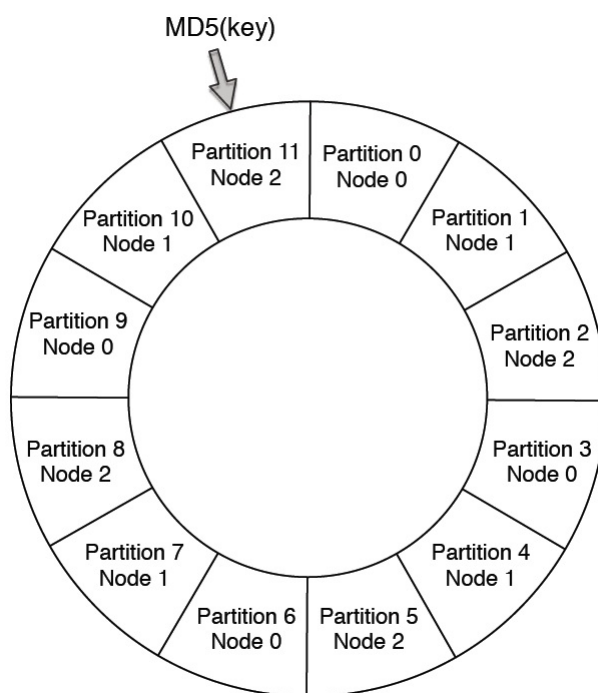 MD5(key)
Partition 11
Node 2
Partition 0
Node 0
Partition 1
Node 1
Partition 2
Node 2
Partition 3
Node 0
Partition 4
Node 1
Partition 5
Node 2
Partition 6
Node 0
Partition 7
Node 1
Partition 8
Node 2
Partition 9
Node 0
Partition 10
Node 1